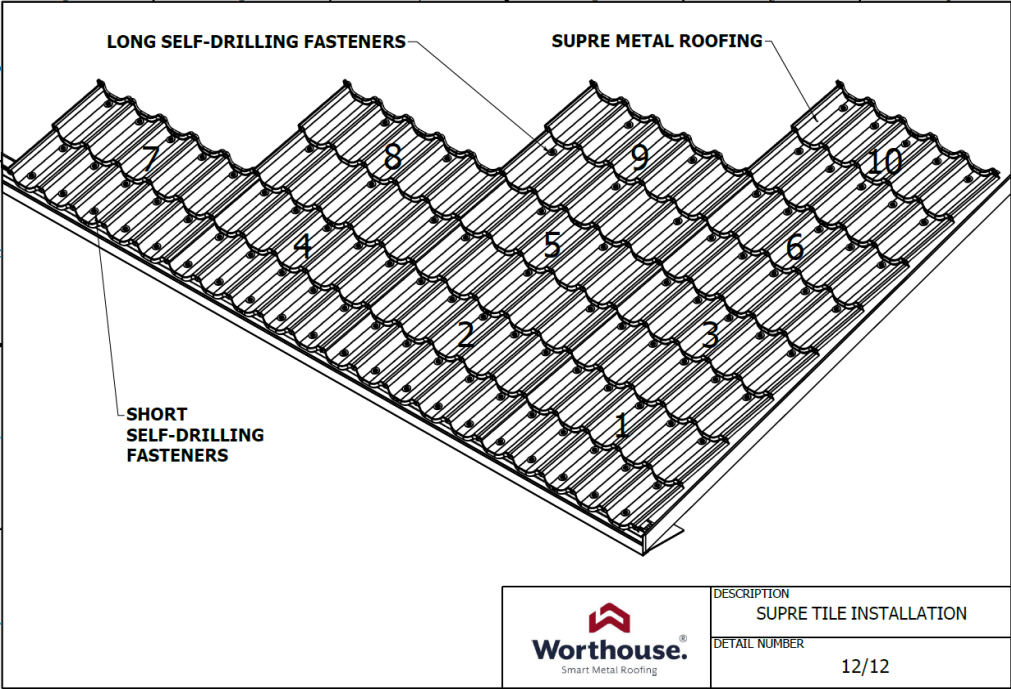 LONG SELF-DRILLING FASTENERS
SUPRE METAL ROOFING
7
8
9
10
4
5
6
2
3
1
SHORT
SELF-DRILLING
FASTENERS
Worthouse.®
Smart Metal Roofing
DESCRIPTION
SUPRE TILE INSTALLATION
DETAIL NUMBER
12/12